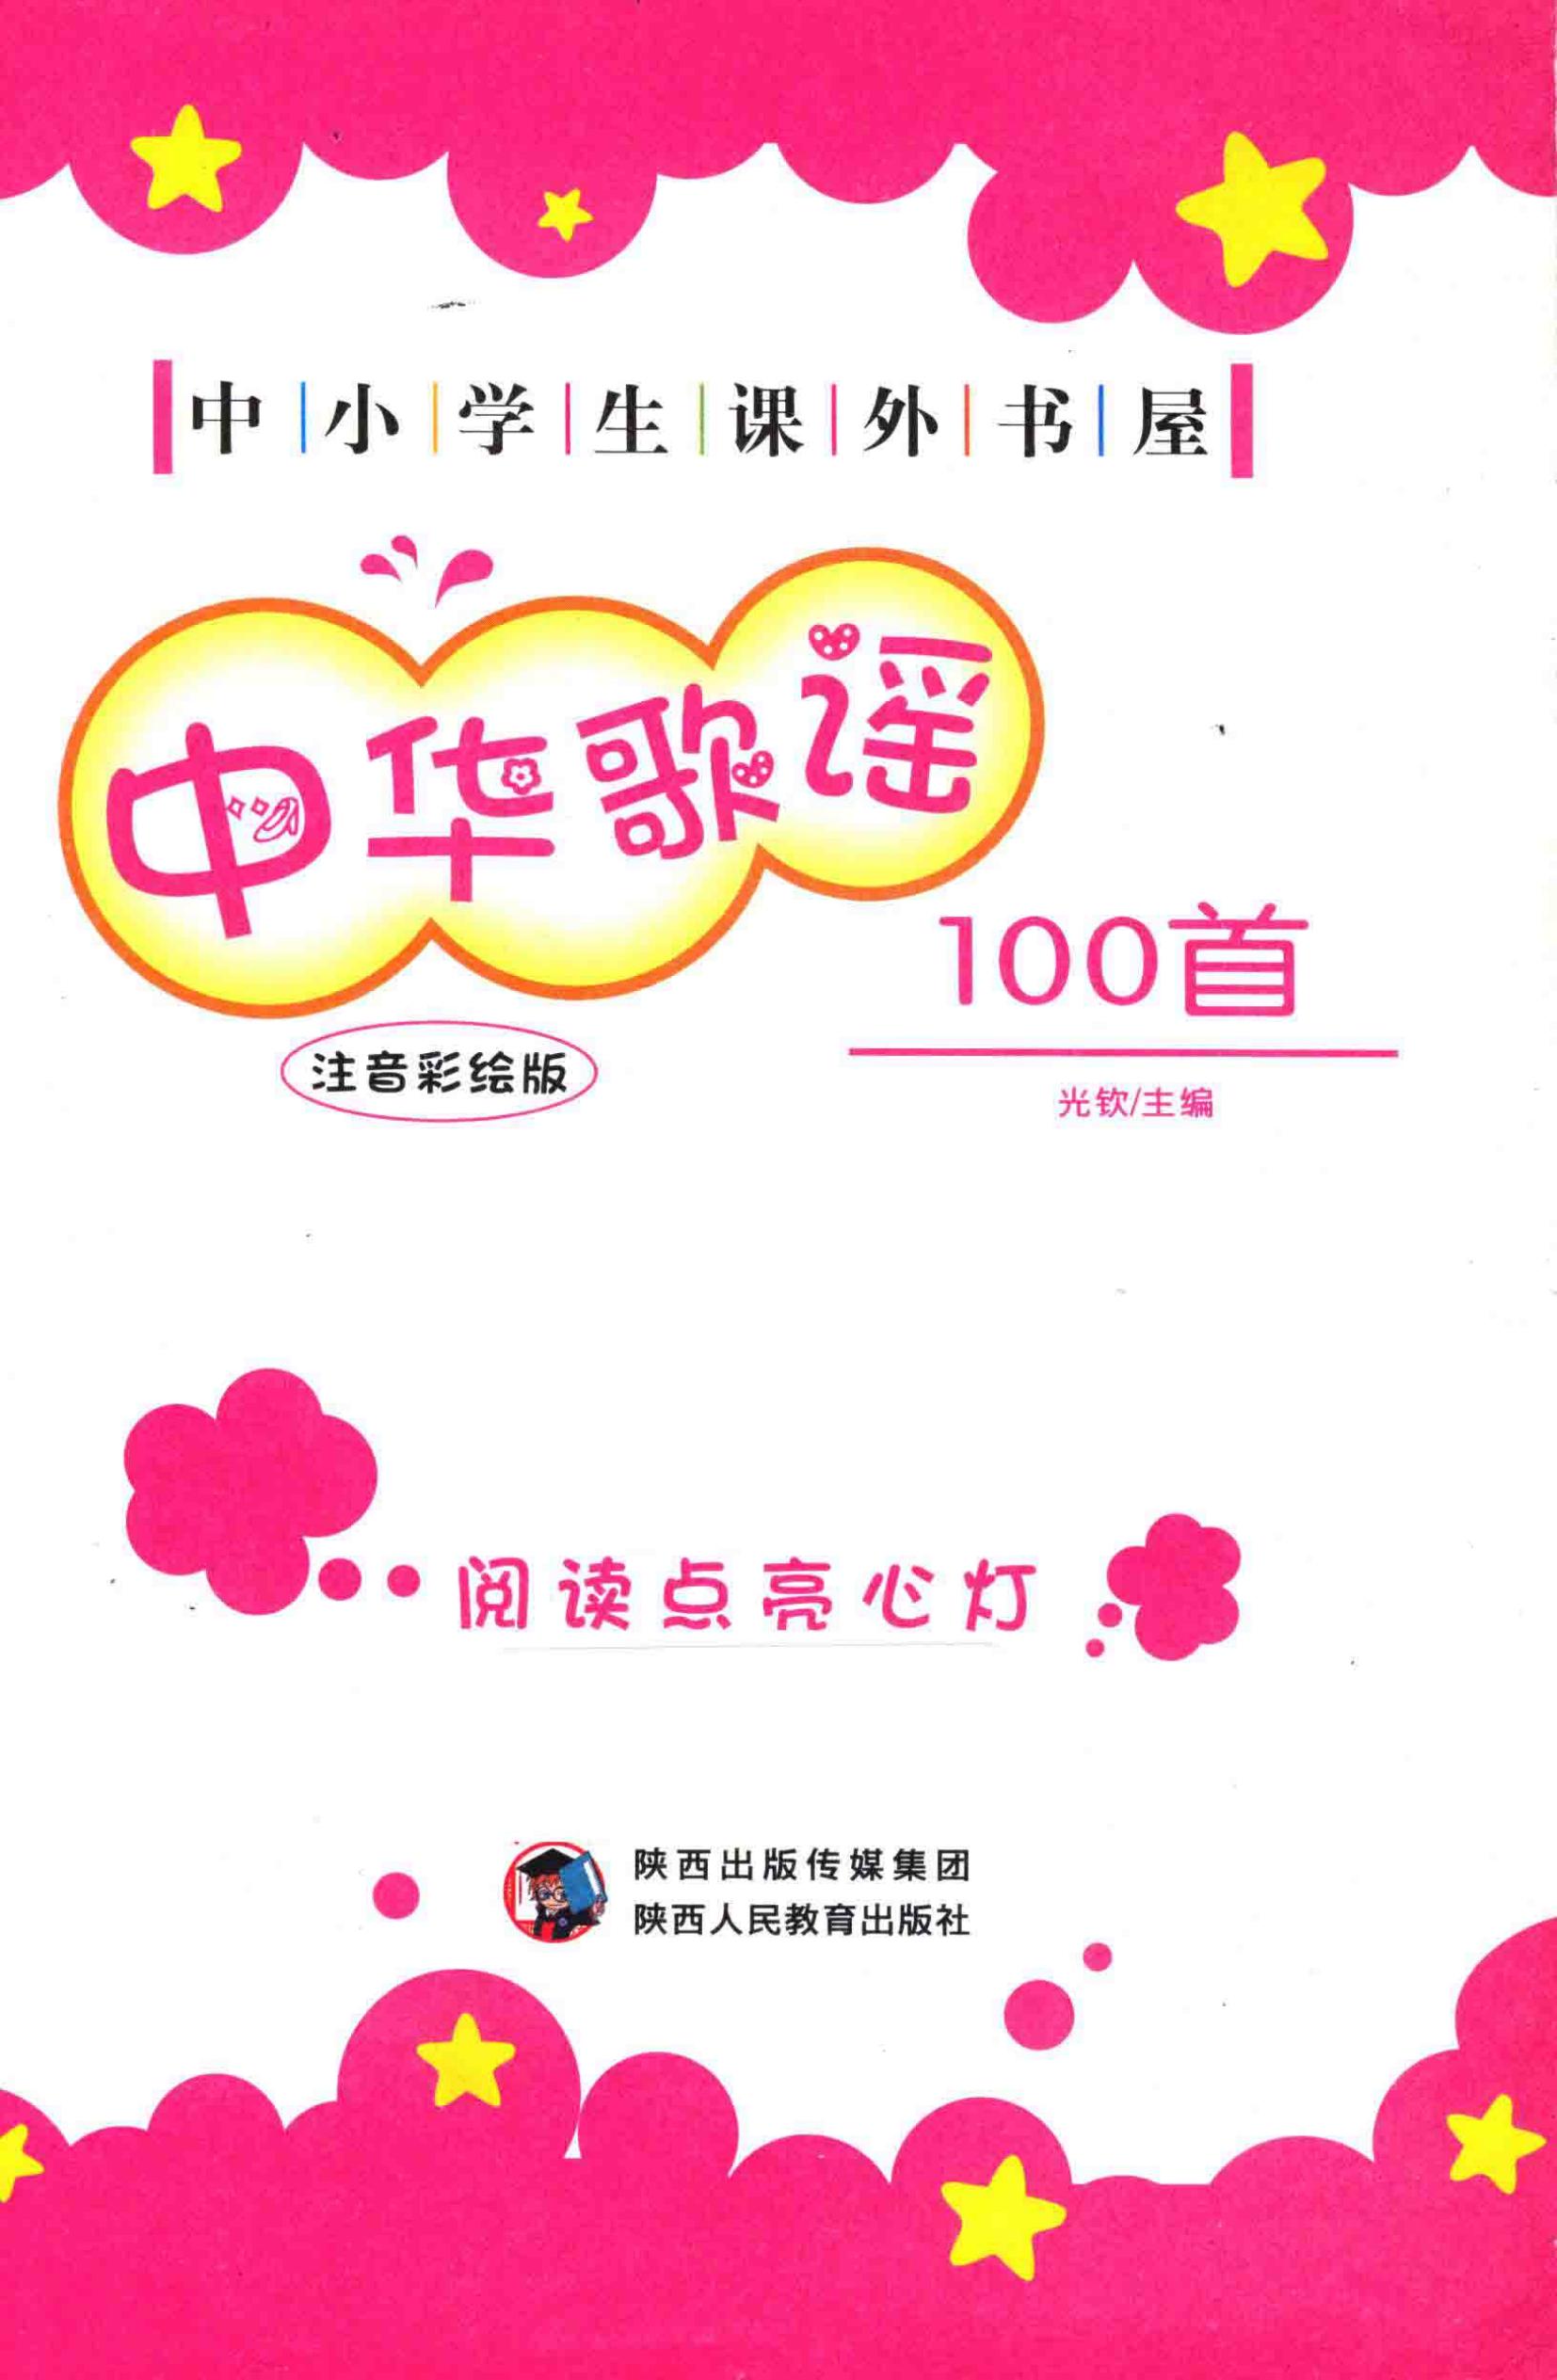 中小学生课外书屋
中华歌谣
100首
注音彩绘版
光钦/主编
阅读点亮心灯
陕西出版传媒集团
陕西人民教育出版社